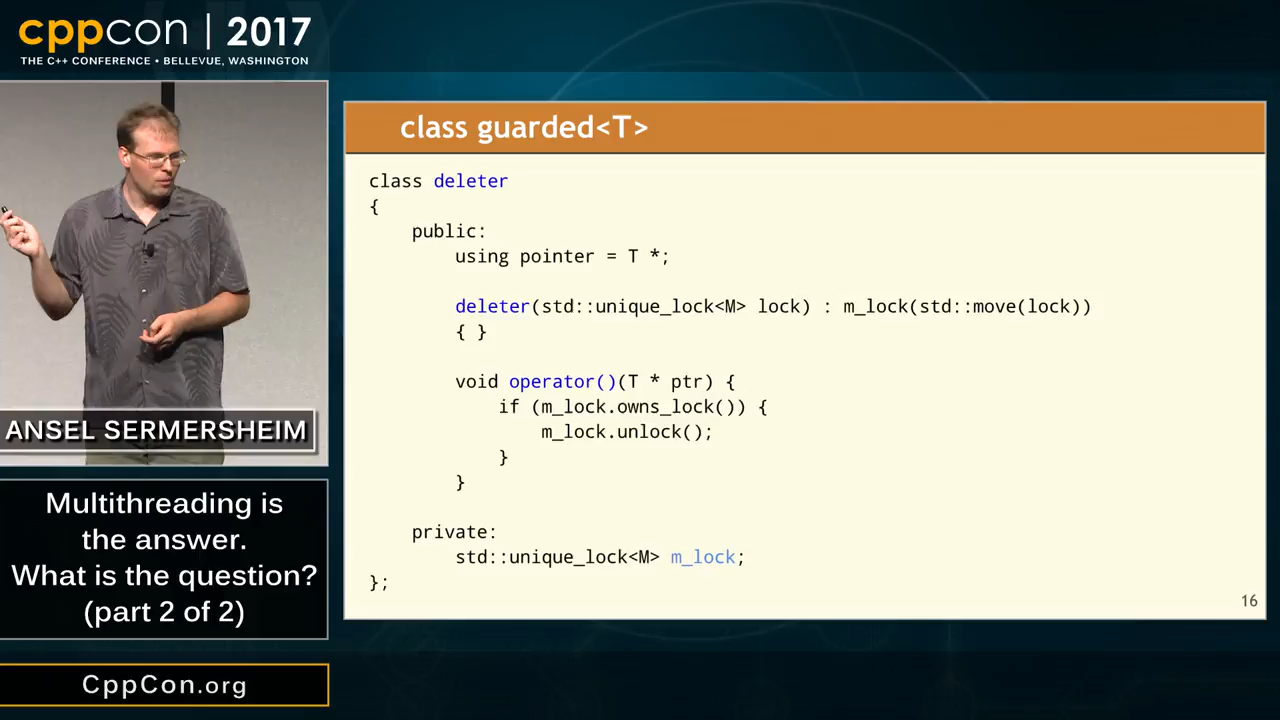 cppcon | 2017
THE C++ CONFERENCE • BELLEVUE, WASHINGTON
class guarded<T>
class deleter
{
public:
using pointer = T *;
deleter(std::unique_lock<M> lock) : m_lock(std::move(lock))
{ }
void operator()(T * ptr) {
if (m_lock.owns_lock()) {
m_lock.unlock();
}
}
private:
std::unique_lock<M> m_lock;
};
16
ANSEL SERMERSHEIM
Multithreading is
the answer.
What is the question?
(part 2 of 2)
CppCon.org